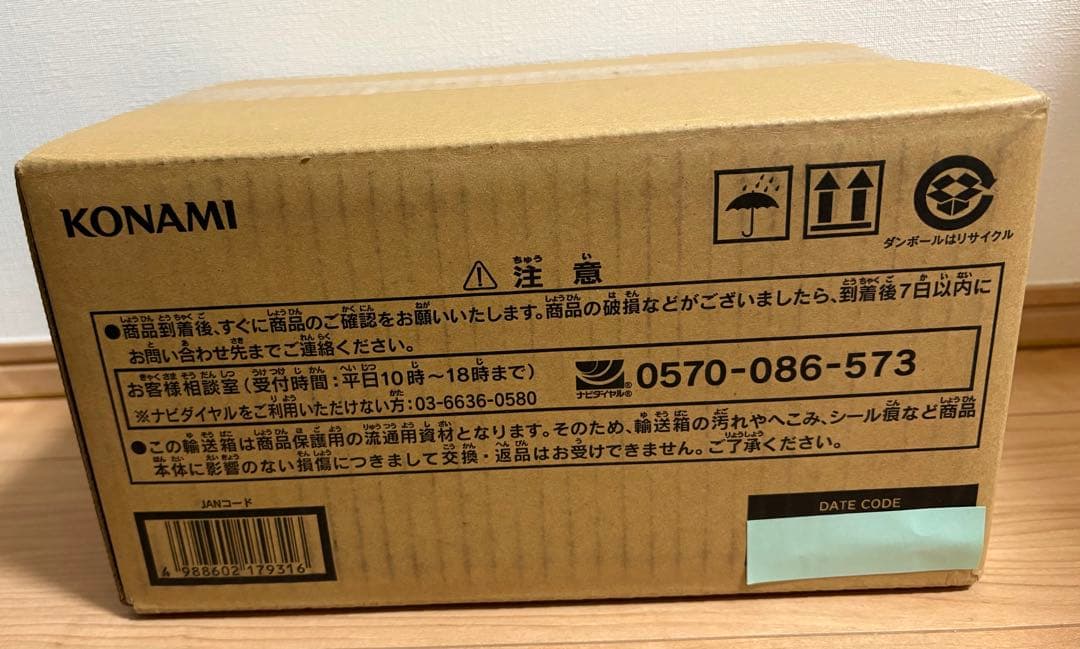 KONAMI
ダンボールはリサイクル
注意
●商品到着後、すぐに商品のご確認をお願いいたします。商品の破損などがございましたら、到着後7日以内に
お問い合わせ先までご連絡ください。
お客様相談室(受付時間:平日10時～18時まで)
ナビダイヤル® 0570-086-573
※ナビダイヤルをご利用いただけない方:03-6636-0580
●この輸送箱は商品保護用の流通用資材となります。そのため、輸送箱の汚れやへこみ、シール痕など商品
本体に影響のない損傷につきまして交換・返品はお受けできません。ご了承ください。
JANコード
4 988602 179316
DATE CODE